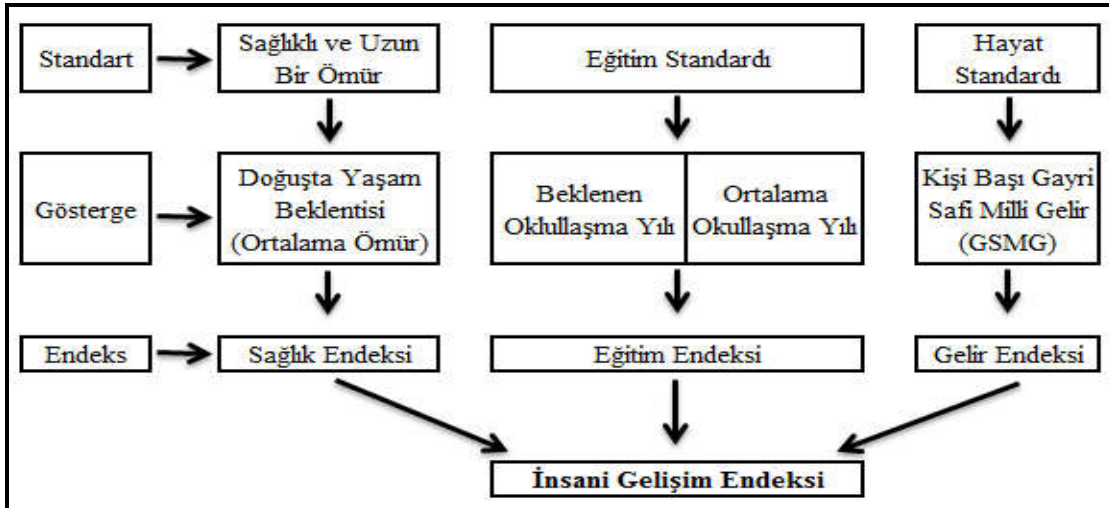 Standart
Sağlıklı ve Uzun
Bir Ömür
Eğitim Standardı
Hayat
Standardı
Gösterge
Doğuşta Yaşam
Beklentisi
(Ortalama Ömür)
Beklenen
Oklullaşma Yılı
Ortalama
Okullaşma Yılı
Kişi Başı Gayri
Safi Milli Gelir
(GSMG)
Endeks
Sağlık Endeksi
Eğitim Endeksi
Gelir Endeksi
İnsani Gelişim Endeksi